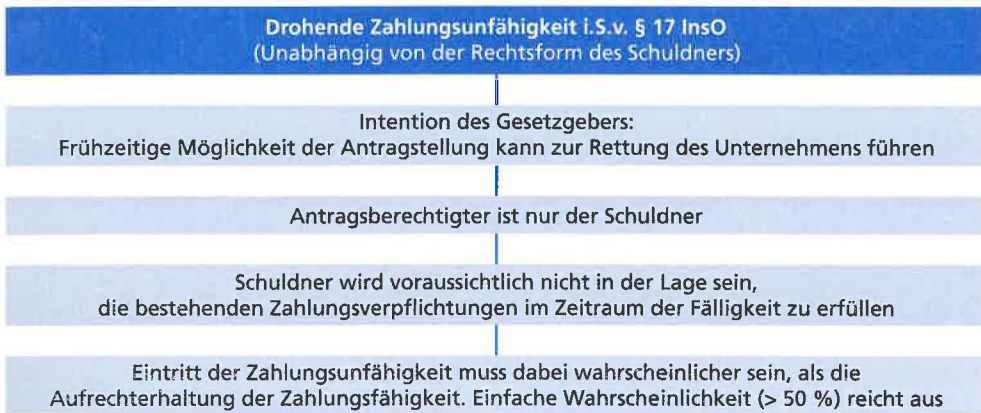 Drohende Zahlungsunfähigkeit i.S.v. § 17 InsO
(Unabhängig von der Rechtsform des Schuldners)
Intention des Gesetzgebers:
Frühzeitige Möglichkeit der Antragstellung kann zur Rettung des Unternehmens führen
Antragsberechtigter ist nur der Schuldner
Schuldner wird voraussichtlich nicht in der Lage sein,
die bestehenden Zahlungsverpflichtungen im Zeitraum der Fälligkeit zu erfüllen
Eintritt der Zahlungsunfähigkeit muss dabei wahrscheinlicher sein, als die
Aufrechterhaltung der Zahlungsfähigkeit. Einfache Wahrscheinlichkeit (> 50 %) reicht aus